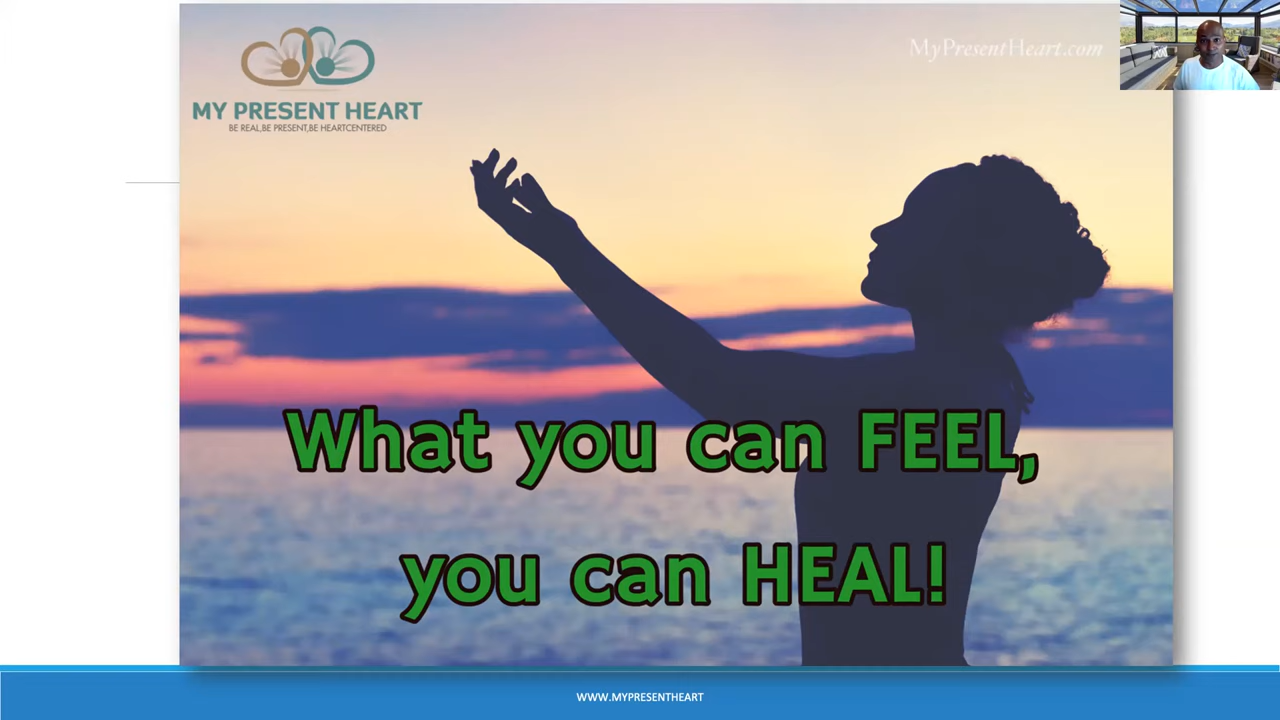 MyPresentHeart.com
MY PRESENT HEART
BE REAL,BE PRESENT,BE HEARTCENTERED
What you can FEEL,
you can HEAL!
WWW.MYPRESENTHEART